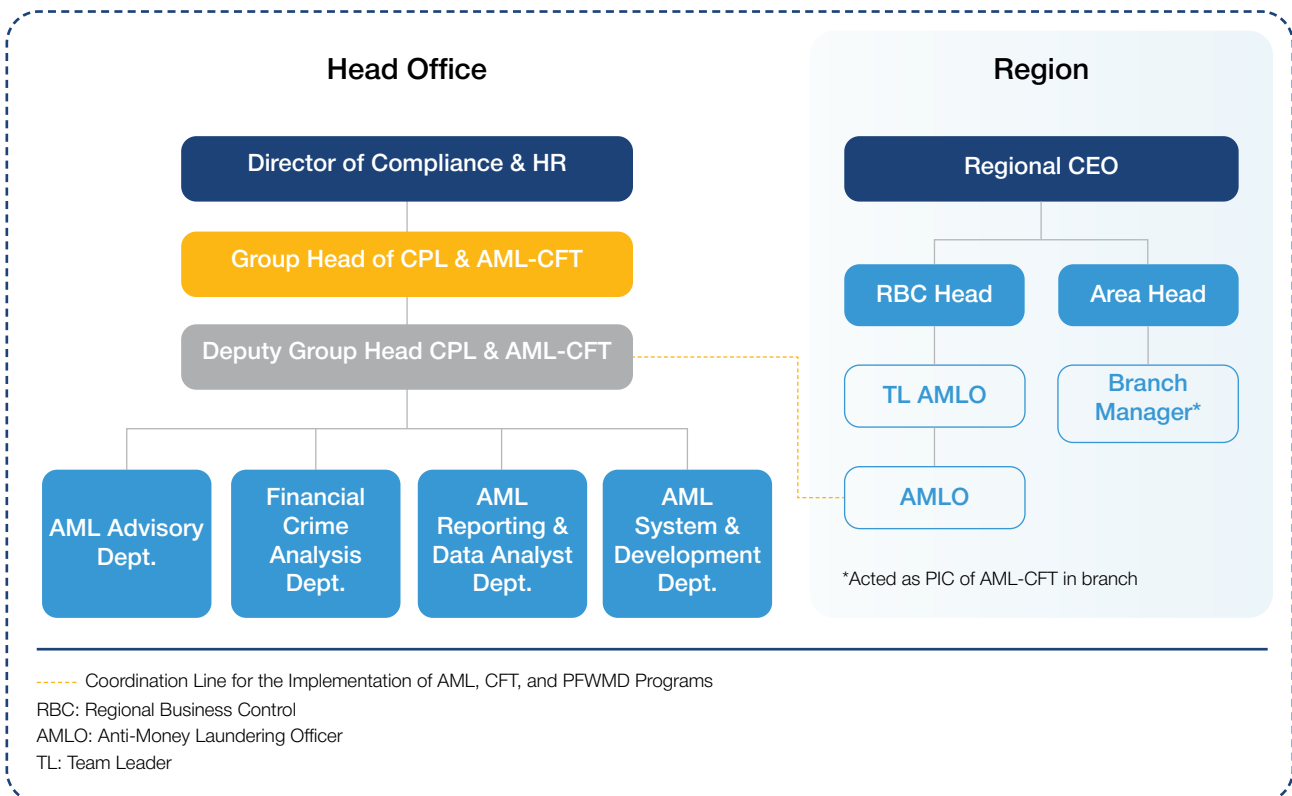 Head Office
Director of Compliance & HR
Group Head of CPL & AML-CFT
Deputy Group Head CPL & AML-CFT
AML Advisory
Dept.
Financial
Crime
Analysis
Dept.
AML
Reporting &
Data Analyst
Dept.
AML
System &
Development
Dept.
Region
Regional CEO
RBC Head
Area Head
TL AMLO
Branch
Manager*
AMLO
*Acted as PIC of AML-CFT in branch
Coordination Line for the Implementation of AML, CFT, and PFWMD Programs
RBC: Regional Business Control
AMLO: Anti-Money Laundering Officer
TL: Team Leader